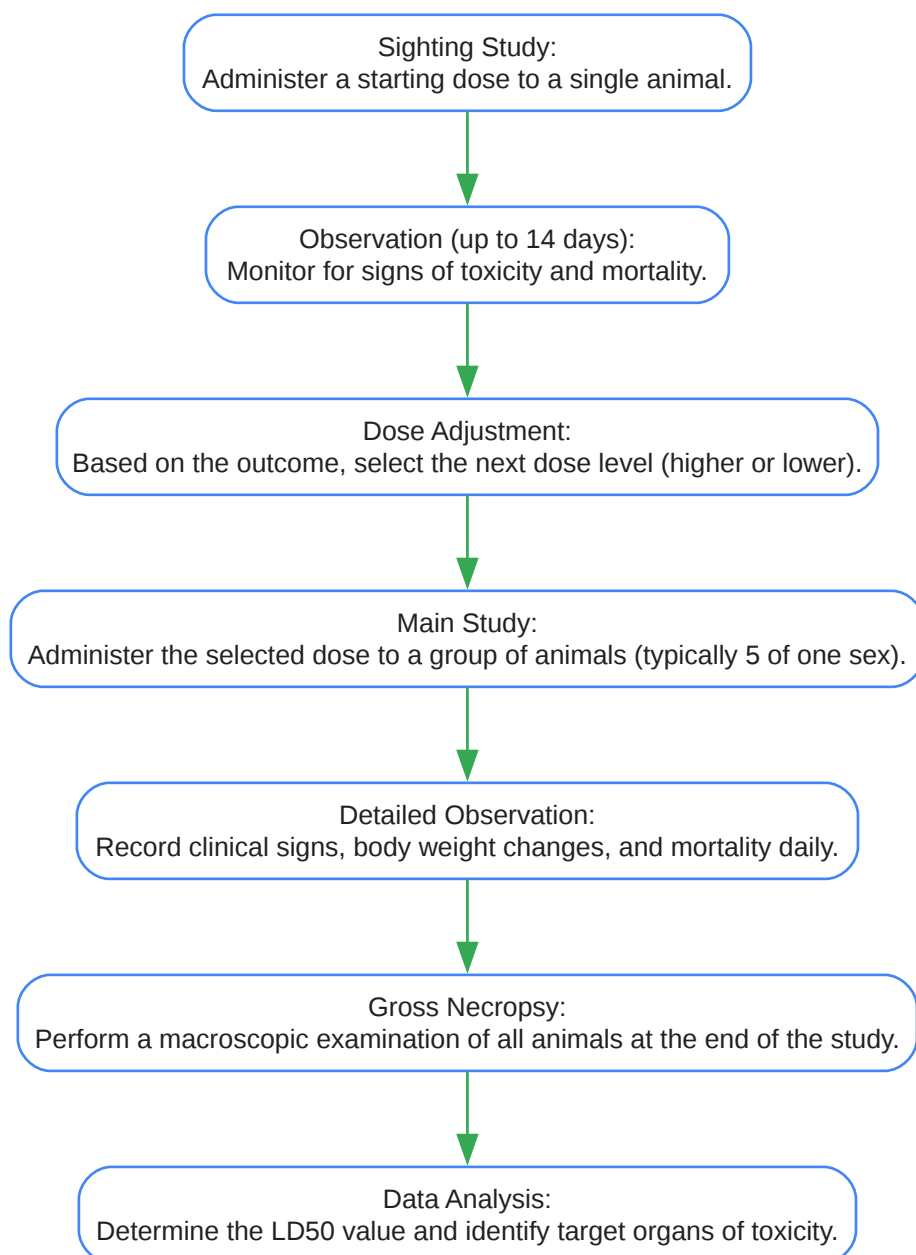 Sighting Study:
Administer a starting dose to a single animal.
Observation (up to 14 days):
Monitor for signs of toxicity and mortality.
Dose Adjustment:
Based on the outcome, select the next dose level (higher or lower).
Main Study:
Administer the selected dose to a group of animals (typically 5 of one sex).
Detailed Observation:
Record clinical signs, body weight changes, and mortality daily.
Gross Necropsy:
Perform a macroscopic examination of all animals at the end of the study.
Data Analysis:
Determine the LD50 value and identify target organs of toxicity.